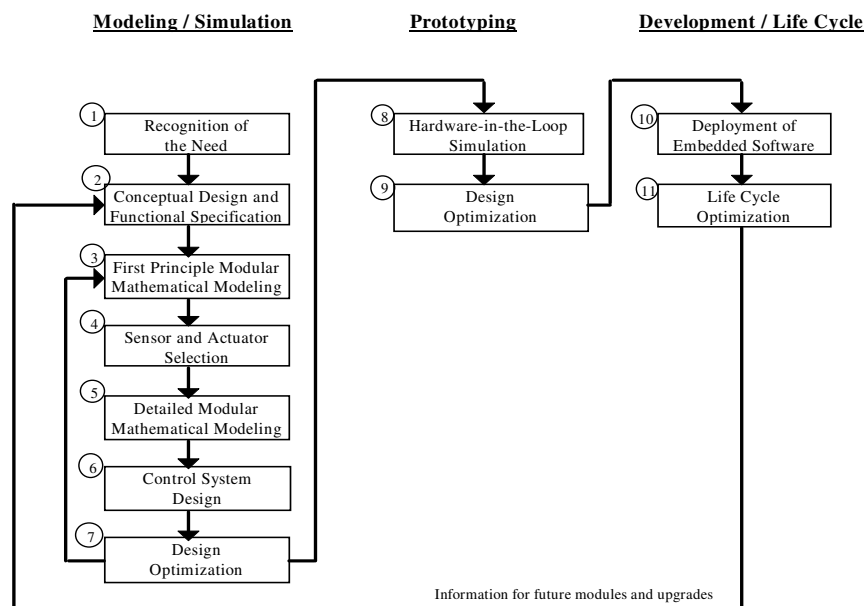 Modeling / Simulation
Prototyping
Development / Life Cycle
1
Recognition of
the Need
2
Conceptual Design and
Functional Specification
3
First Principle Modular
Mathematical Modeling
4
Sensor and Actuator
Selection
5
Detailed Modular
Mathematical Modeling
6
Control System
Design
7
Design
Optimization
8
Hardware-in-the-Loop
Simulation
9
Design
Optimization
10
Deployment of
Embedded Software
11
Life Cycle
Optimization
Information for future modules and upgrades